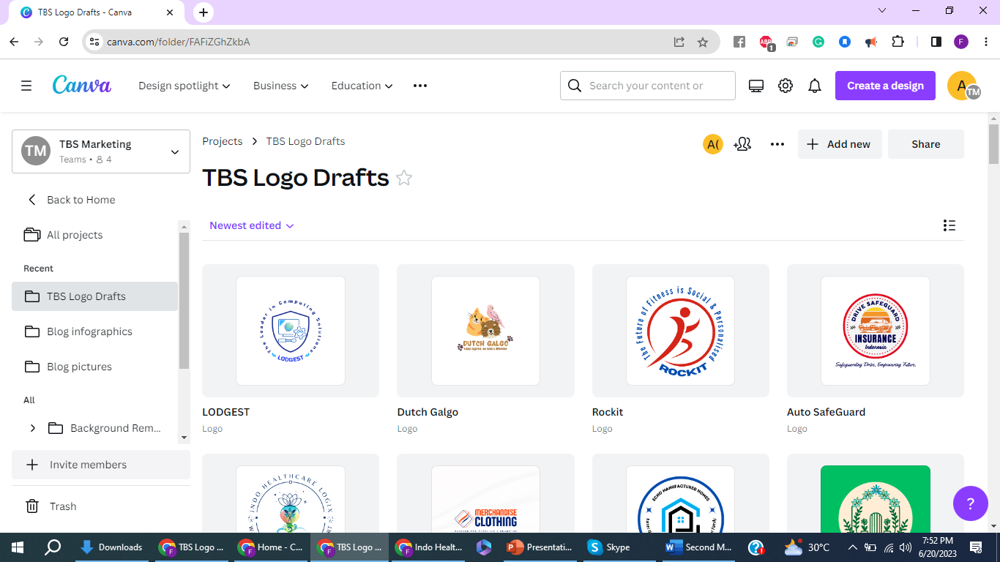 TBS Logo Drafts - Canva
canva.com/folder/FAFiZGhZkbA
ABP
1
F
Canva
Design spotlight
Business
Education
Search your content or
Create a design
A
TM
TM
TBS Marketing
Teams • 4
Projects > TBS Logo Drafts
A(
Add new
Share
TBS Logo Drafts
Back to Home
All projects
Newest edited
Recent
TBS Logo Drafts
Blog infographics
Blog pictures
All
Background Rem...
Invite members
Trash
The Leader in Computing Solutions
LODGEST
DUTCH GALGO
The Future of Fitness is Social & Personalised
ROCKIT
DRIVE SAFEGUARD
INSURANCE
Indonesia
Safeguarding Drive, Empowering Future.
LODGEST
Logo
Dutch Galgo
Logo
Rockit
Logo
Auto SafeGuard
Logo
INDO HEALTHCARE LOGIX
MERCHANDISE
CLOTHING
ECHO MANUFACTURED HOMES
?
Downloads
TBS Logo ...
Home - C...
TBS Logo ...
Indo Healt...
Presentati...
Skype
Second M...
30°C
7:52 PM
6/20/2023